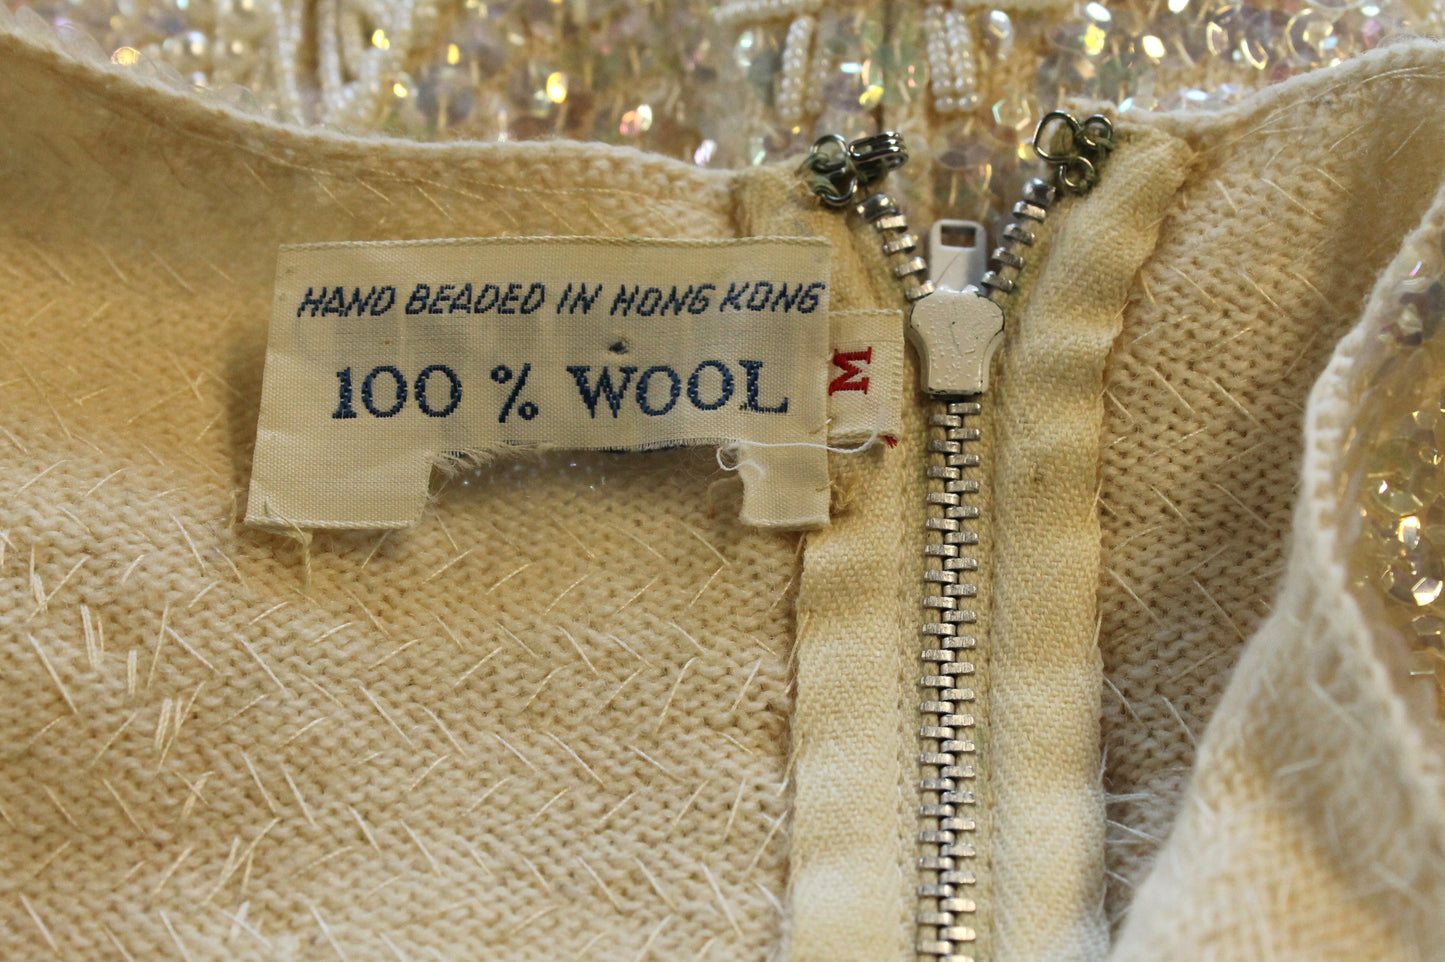 HAND BEADED IN HONG KONG
100 % WOOL
M